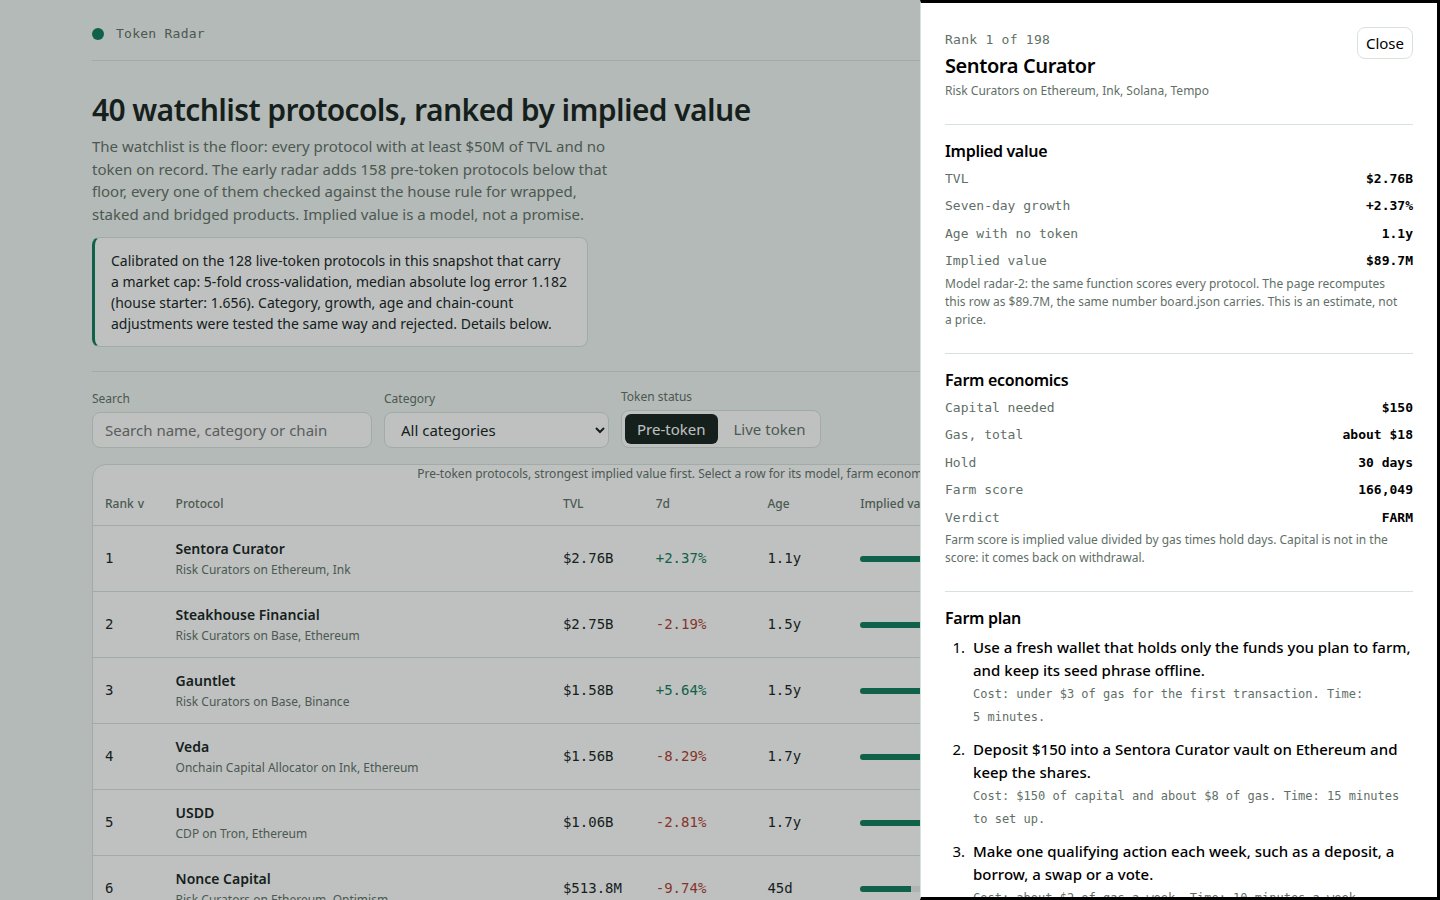 Token Radar
40 watchlist protocols, ranked by implied value
The watchlist is the floor: every protocol with at least $50M of TVL and no
token on record. The early radar adds 158 pre-token protocols below that
floor, every one of them checked against the house rule for wrapped,
staked and bridged products. Implied value is a model, not a promise.
Calibrated on the 128 live-token protocols in this snapshot that carry
a market cap: 5-fold cross-validation, median absolute log error 1.182
(house starter: 1.656). Category, growth, age and chain-count
adjustments were tested the same way and rejected. Details below.
Search
Category
Token status
Search name, category or chain
All categories
Pre-token
Live token
Pre-token protocols, strongest implied value first. Select a row for its model, farm econom
Rank v Protocol TVL 7d Age Implied va
1 Sentora Curator $2.76B +2.37% 1.1y
Risk Curators on Ethereum, Ink
2 Steakhouse Financial $2.75B -2.19% 1.5y
Risk Curators on Base, Ethereum
3 Gauntlet $1.58B +5.64% 1.5y
Risk Curators on Base, Binance
4 Veda $1.56B -8.29% 1.7y
Onchain Capital Allocator on Ink, Ethereum
5 USDD $1.06B -2.81% 1.7y
CDP on Tron, Ethereum
6 Nonce Capital $513.8M -9.74% 45d
Risk Curators on Ethereum, Optimism
Rank 1 of 198
Close
Sentora Curator
Risk Curators on Ethereum, Ink, Solana, Tempo
Implied value
TVL $2.76B
Seven-day growth +2.37%
Age with no token 1.1y
Implied value $89.7M
Model radar-2: the same function scores every protocol. The page recomputes
this row as $89.7M, the same number board.json carries. This is an estimate, not
a price.
Farm economics
Capital needed $150
Gas, total about $18
Hold 30 days
Farm score 166,049
Verdict FARM
Farm score is implied value divided by gas times hold days. Capital is not in the
score: it comes back on withdrawal.
Farm plan
1. Use a fresh wallet that holds only the funds you plan to farm,
and keep its seed phrase offline.
Cost: under $3 of gas for the first transaction. Time:
5 minutes.
2. Deposit $150 into a Sentora Curator vault on Ethereum and
keep the shares.
Cost: $150 of capital and about $8 of gas. Time: 15 minutes
to set up.
3. Make one qualifying action each week, such as a deposit, a
borrow, a swap or a vote.
Cost: about $2 of gas a week. Time: 10 minutes a week.